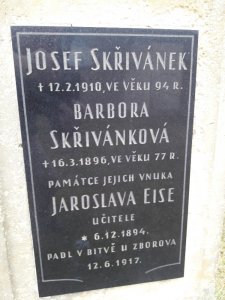 JOSEF SKŘIVÁNEK
† 12.2.1910, VE VĚKU 94 R.
BARBORA
SKŘIVÁNKOVÁ
† 16.3.1896, VE VĚKU 77 R.
PAMÁTCE JEJICH VNUKA
JAROSLAVA EISE
UČITELE
* 6.12.1894.
PADL V BITVĚ U ZBOROVA
12.6.1917.